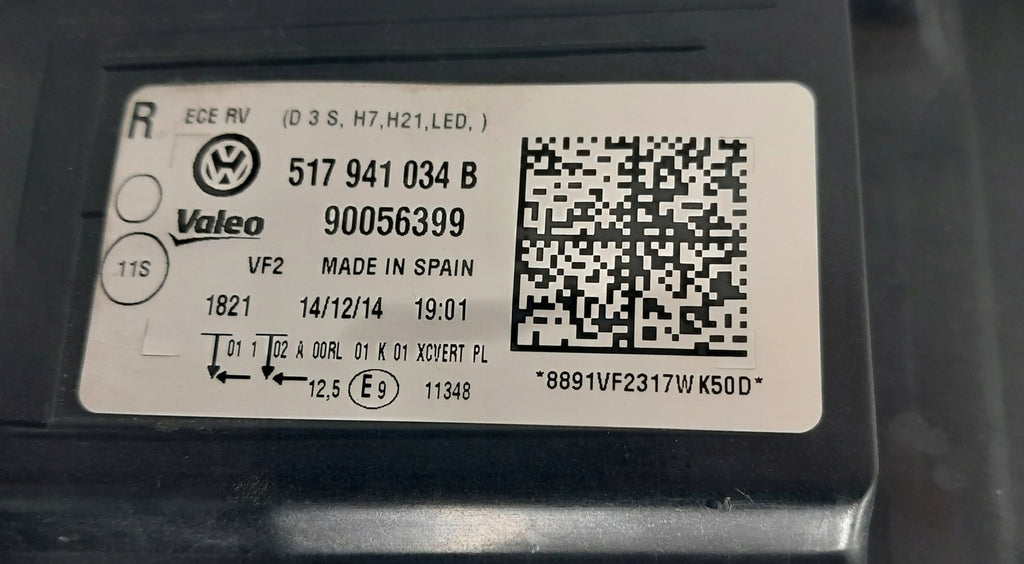 R ECE RV (D 3 S, H7,H21,LED, )
517 941 034 B
Valeo 90056399
11S VF2 MADE IN SPAIN
1821 14/12/14 19:01
01 1 02 A 00RL 01 K 01 XCVERT PL
12,5 E9 11348
*8891VF2317W K50D*